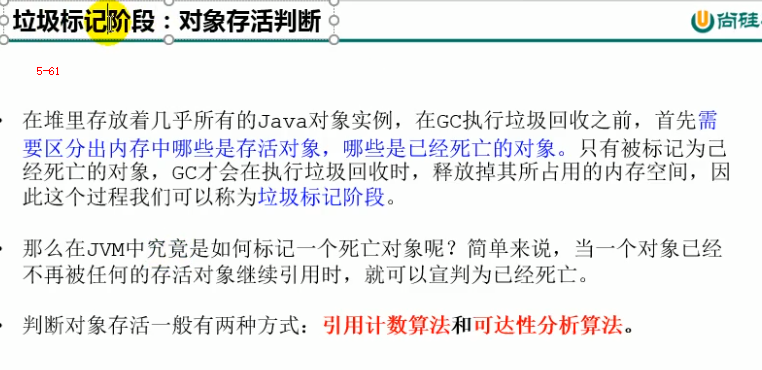 垃圾标记阶段：对象存活判断
尚硅
5-61
• 在堆里存放着几乎所有的Java对象实例，在GC执行垃圾回收之前，首先需
要区分出内存中哪些是存活对象，哪些是已经死亡的对象。只有被标记为己
经死亡的对象，GC才会在执行垃圾回收时，释放掉其所占用的内存空间，因
此这个过程我们可以称为垃圾标记阶段。
• 那么在JVM中究竟是如何标记一个死亡对象呢？简单来说，当一个对象已经
不再被任何的存活对象继续引用时，就可以宣判为已经死亡。
• 判断对象存活一般有两种方式：引用计数算法和可达性分析算法。